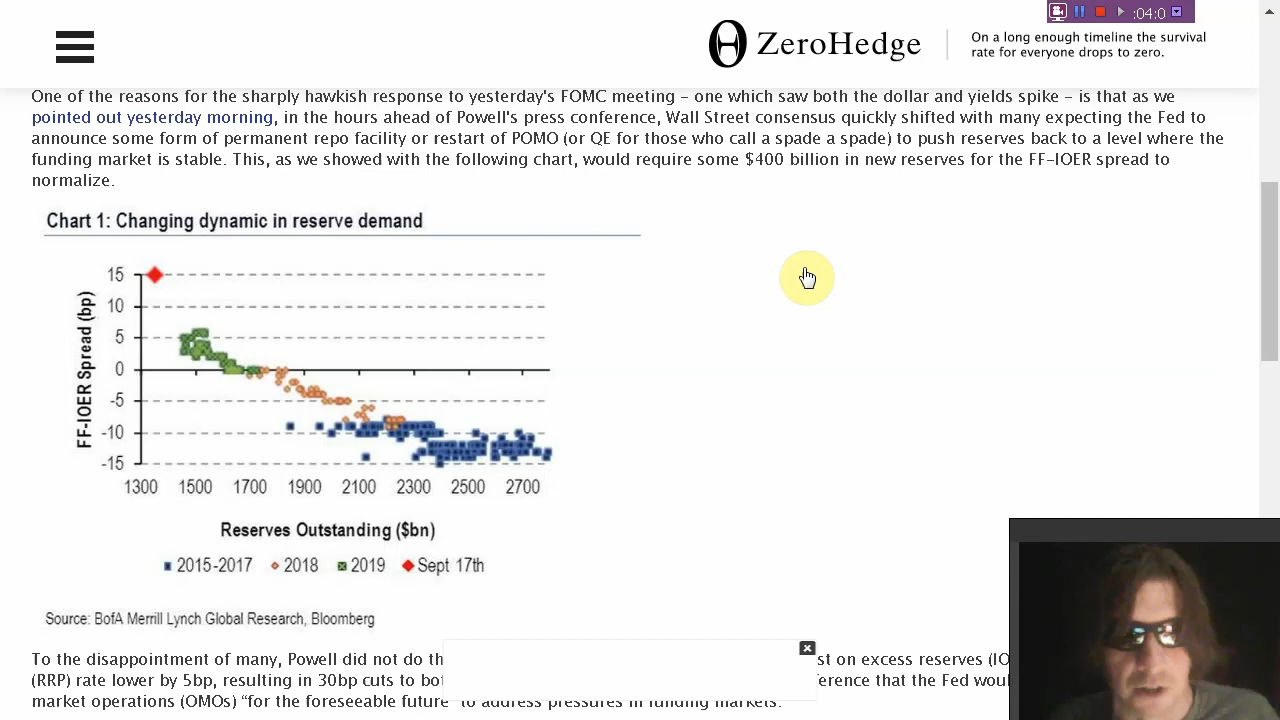 :04:0
ZeroHedge
On a long enough timeline the survival
rate for everyone drops to zero.
One of the reasons for the sharply hawkish response to yesterday's FOMC meeting – one which saw both the dollar and yields spike – is that as we
pointed out yesterday morning, in the hours ahead of Powell's press conference, Wall Street consensus quickly shifted with many expecting the Fed to
announce some form of permanent repo facility or restart of POMO (or QE for those who call a spade a spade) to push reserves back to a level where the
funding market is stable. This, as we showed with the following chart, would require some $400 billion in new reserves for the FF-IOER spread to
normalize.
Chart 1: Changing dynamic in reserve demand
FF-IOER Spread (bp)
15
10
5
0
-5
-10
-15
1300 1500 1700 1900 2100 2300 2500 2700
Reserves Outstanding ($bn)
2015-2017 2018 2019 Sept 17th
Source: BofA Merrill Lynch Global Research, Bloomberg
To the disappointment of many, Powell did not do st on excess reserves
(RRP) rate lower by 5bp, resulting in 30bp cuts to that the Fed
market operations (OMOs) “for the foreseeable future” to address pressures in funding markets.